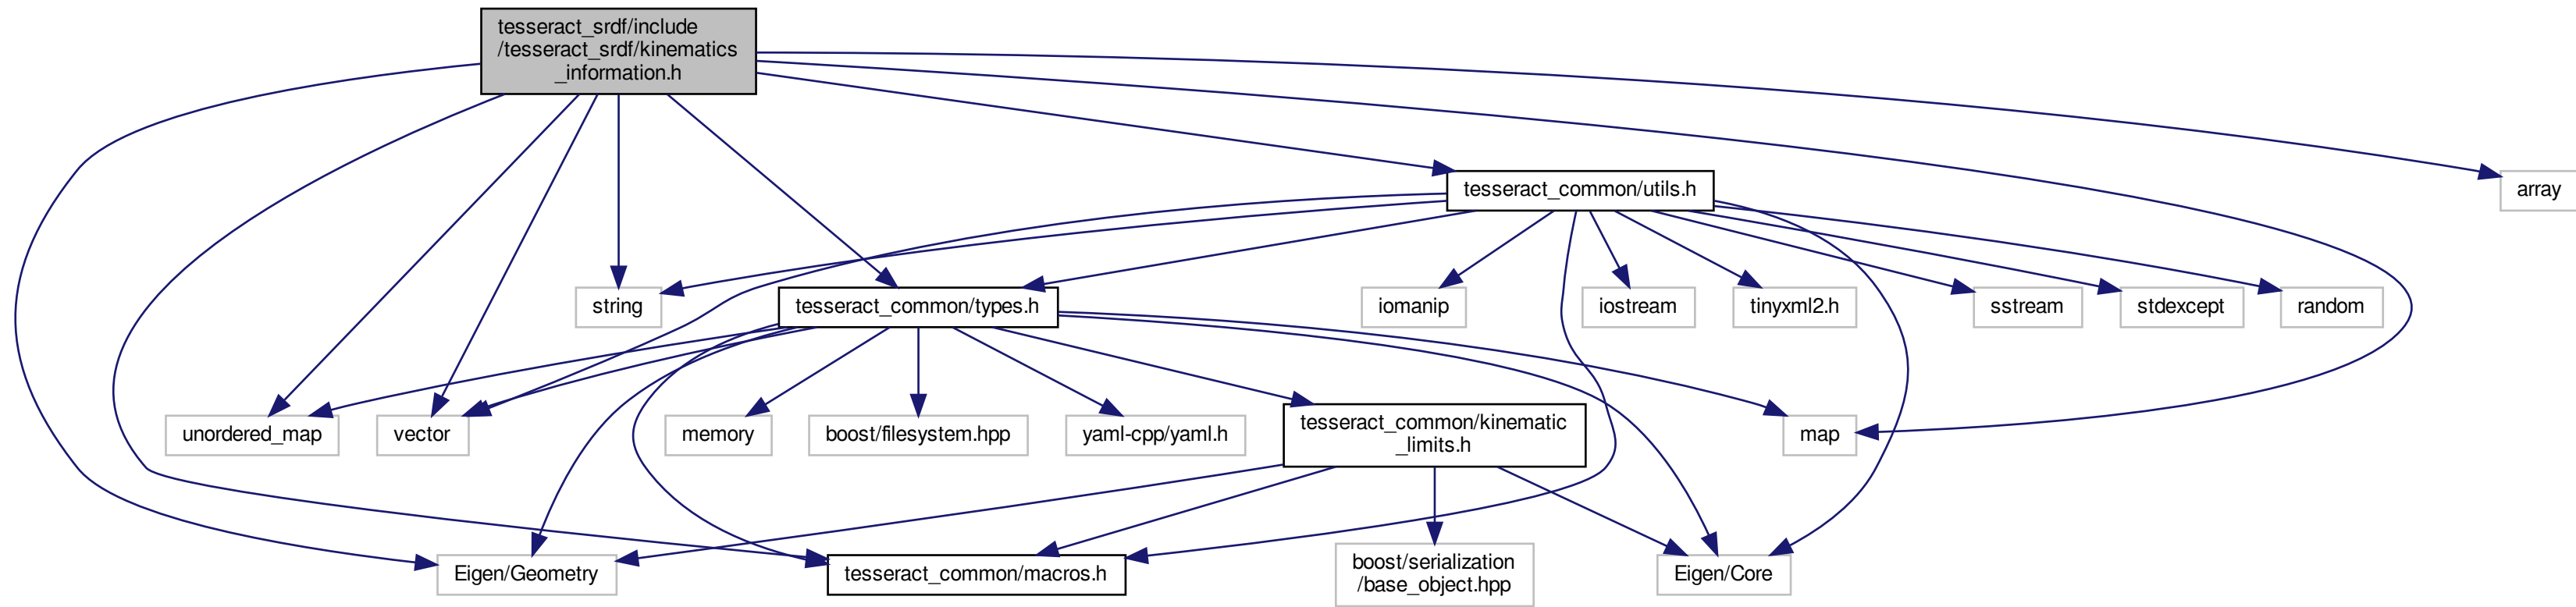 tesseract_srdf/include
/tesseract_srdf/kinematics
_information.h
tesseract_common/utils.h
array
string
tesseract_common/types.h
iomanip
iostream
tinyxml2.h
sstream
stdexcept
random
unordered_map
vector
memory
boost/filesystem.hpp
yaml-cpp/yaml.h
tesseract_common/kinematic
_limits.h
map
Eigen/Geometry
tesseract_common/macros.h
boost/serialization
/base_object.hpp
Eigen/Core